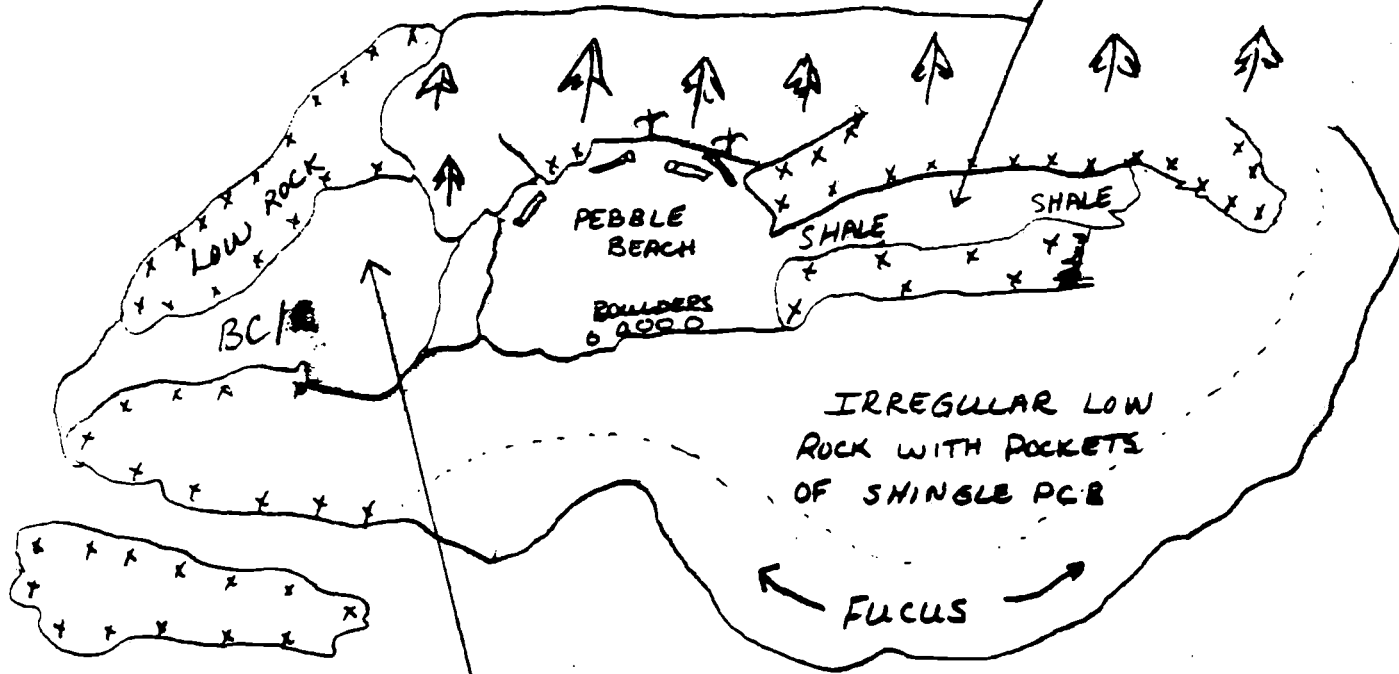 LOW ROCK
PEBBLE
BEACH
SHALE
SHALE
BOULDERS
BC/
IRREGULAR LOW
ROCK WITH POCKETS
OF SHINGLE PCB
FUCUS